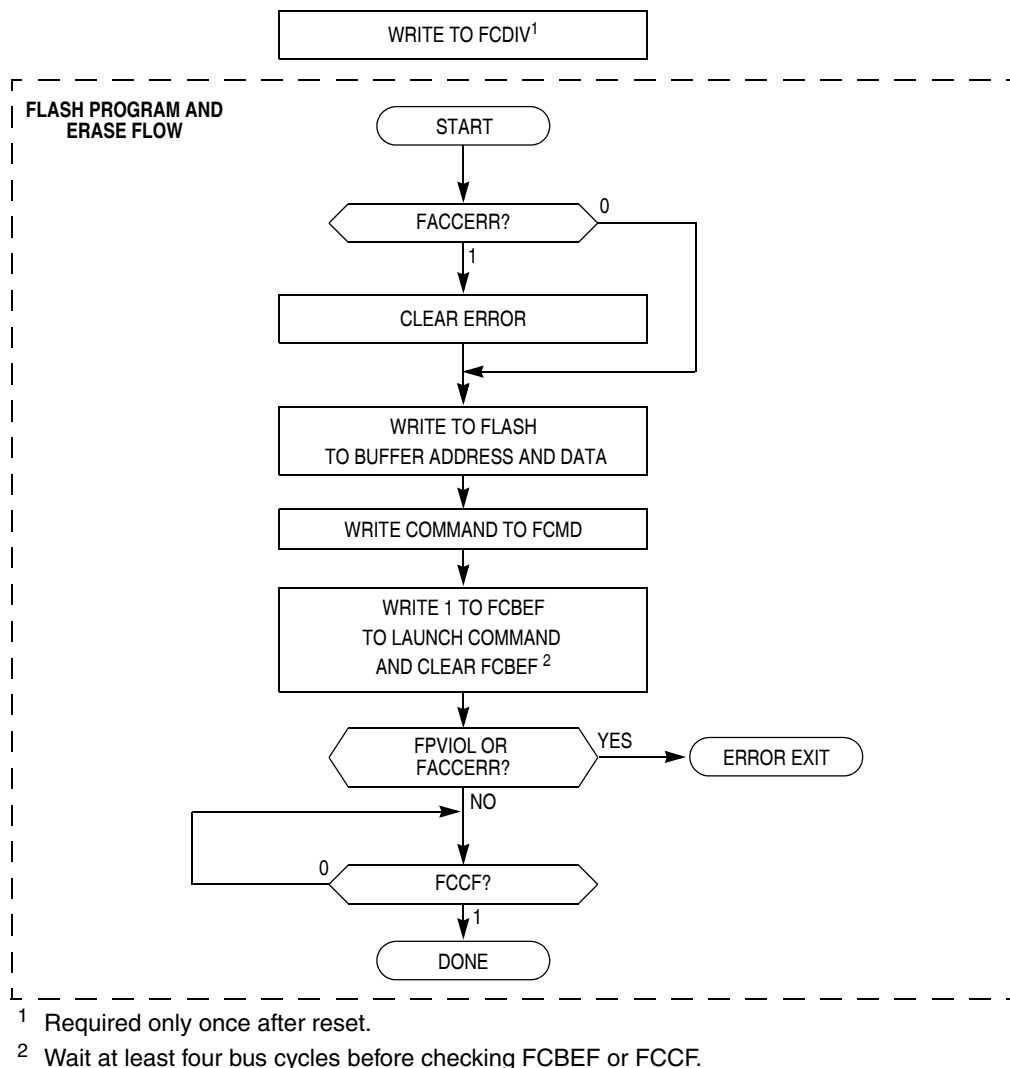 WRITE TO FCDIV1
FLASH PROGRAM AND
ERASE FLOW
START
FACCERR?
0
1
CLEAR ERROR
WRITE TO FLASH
TO BUFFER ADDRESS AND DATA
WRITE COMMAND TO FCMD
WRITE 1 TO FCBEF
TO LAUNCH COMMAND
AND CLEAR FCBEF 2
FPVIOL OR
FACCERR?
YES
ERROR EXIT
NO
0
FCCF?
1
DONE
1 Required only once after reset.
2 Wait at least four bus cycles before checking FCBEF or FCCF.